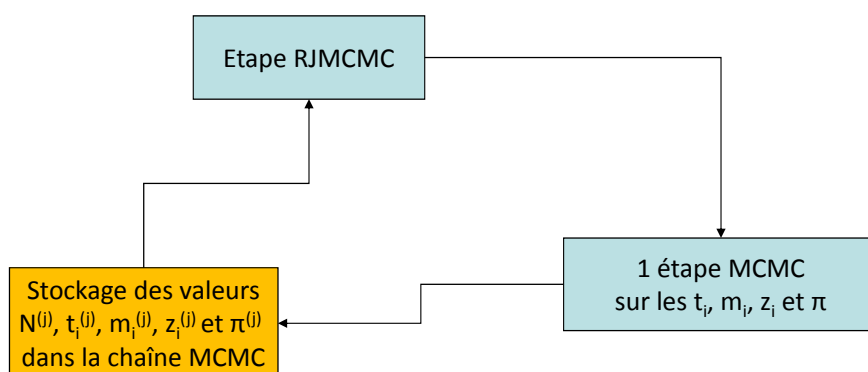 Etape RJMCMC
1 étape MCMC
sur les tᵢ, mᵢ, zᵢ et π
Stockage des valeurs
N⁽ʲ⁾, tᵢ⁽ʲ⁾, mᵢ⁽ʲ⁾, zᵢ⁽ʲ⁾ et π⁽ʲ⁾
dans la chaîne MCMC